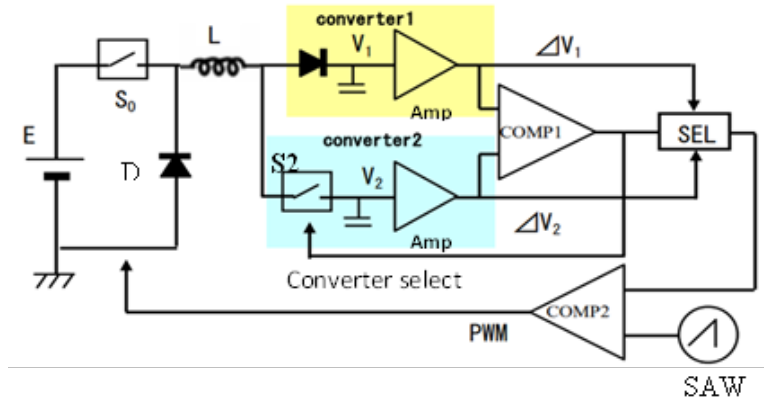 converter1
L
V₁
⊿V₁
S₀
Amp
E
converter2
COMP1
SEL
D
S2
V₂
⊿V₂
Amp
Converter select
COMP2
PWM
SAW